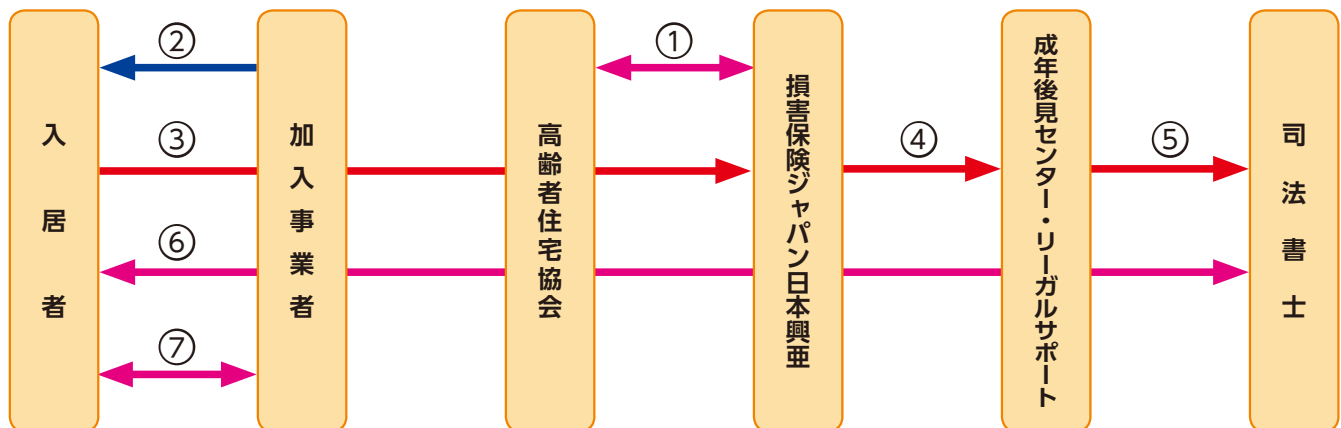 入居者
加入事業者
高齢者住宅協会
損害保険ジャパン日本興亜
成年後見センター・リーガルサポート
司法書士
②
①
③
④
⑤
⑥
⑦